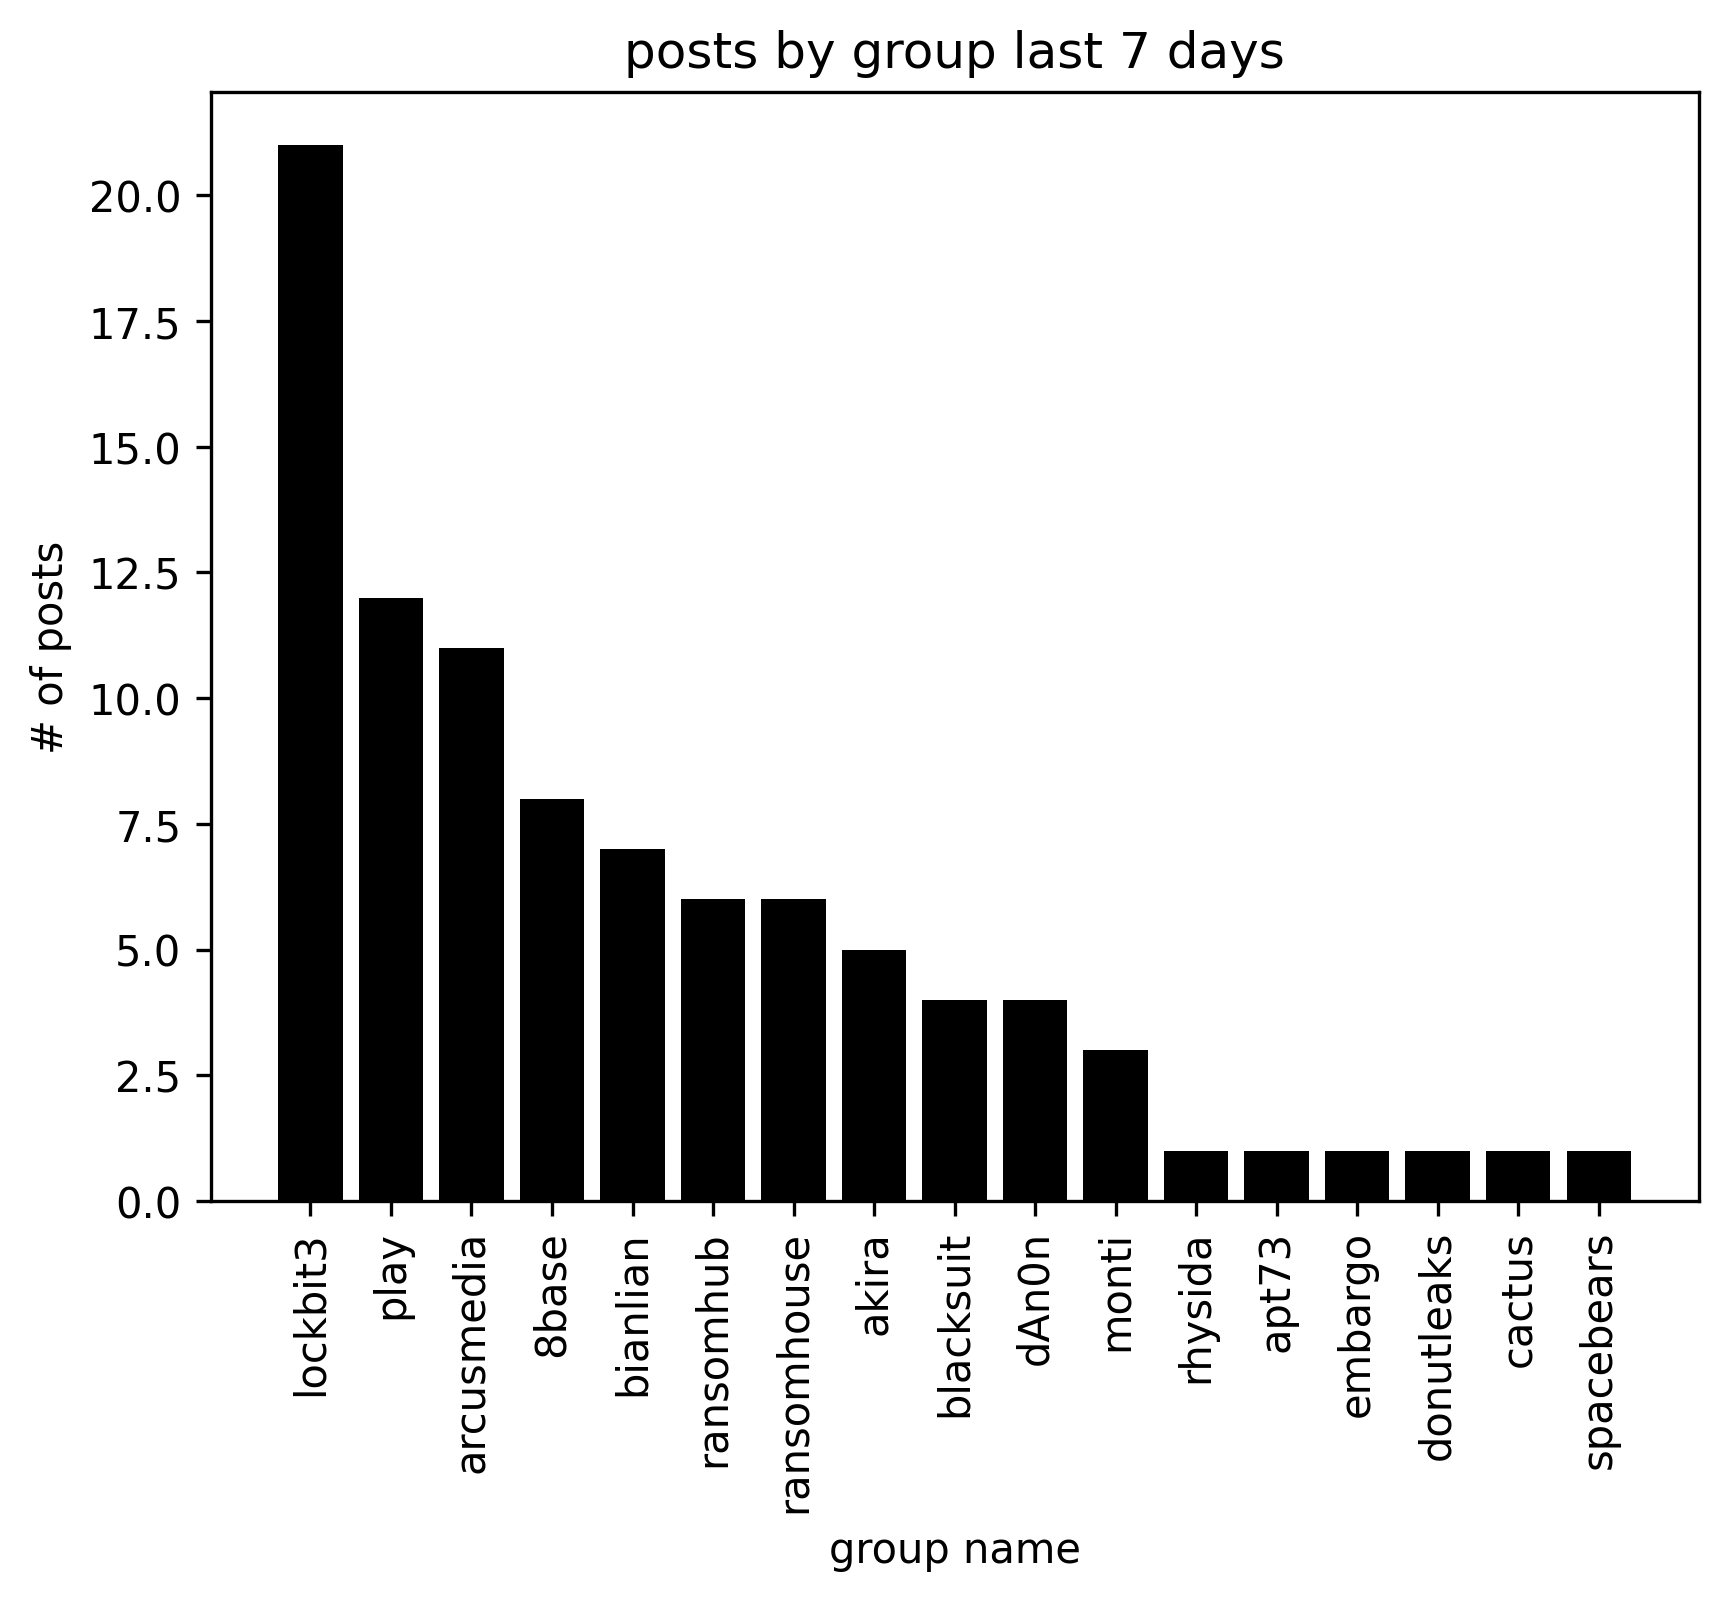 posts by group last 7 days
# of posts
20.0
17.5
15.0
12.5
10.0
7.5
5.0
2.5
0.0
lockbit3
play
arcusmedia
8base
bianlian
ransomhub
ransomhouse
akira
blacksuit
dAn0n
monti
rhysida
apt73
embargo
donutleaks
cactus
spacebears
group name